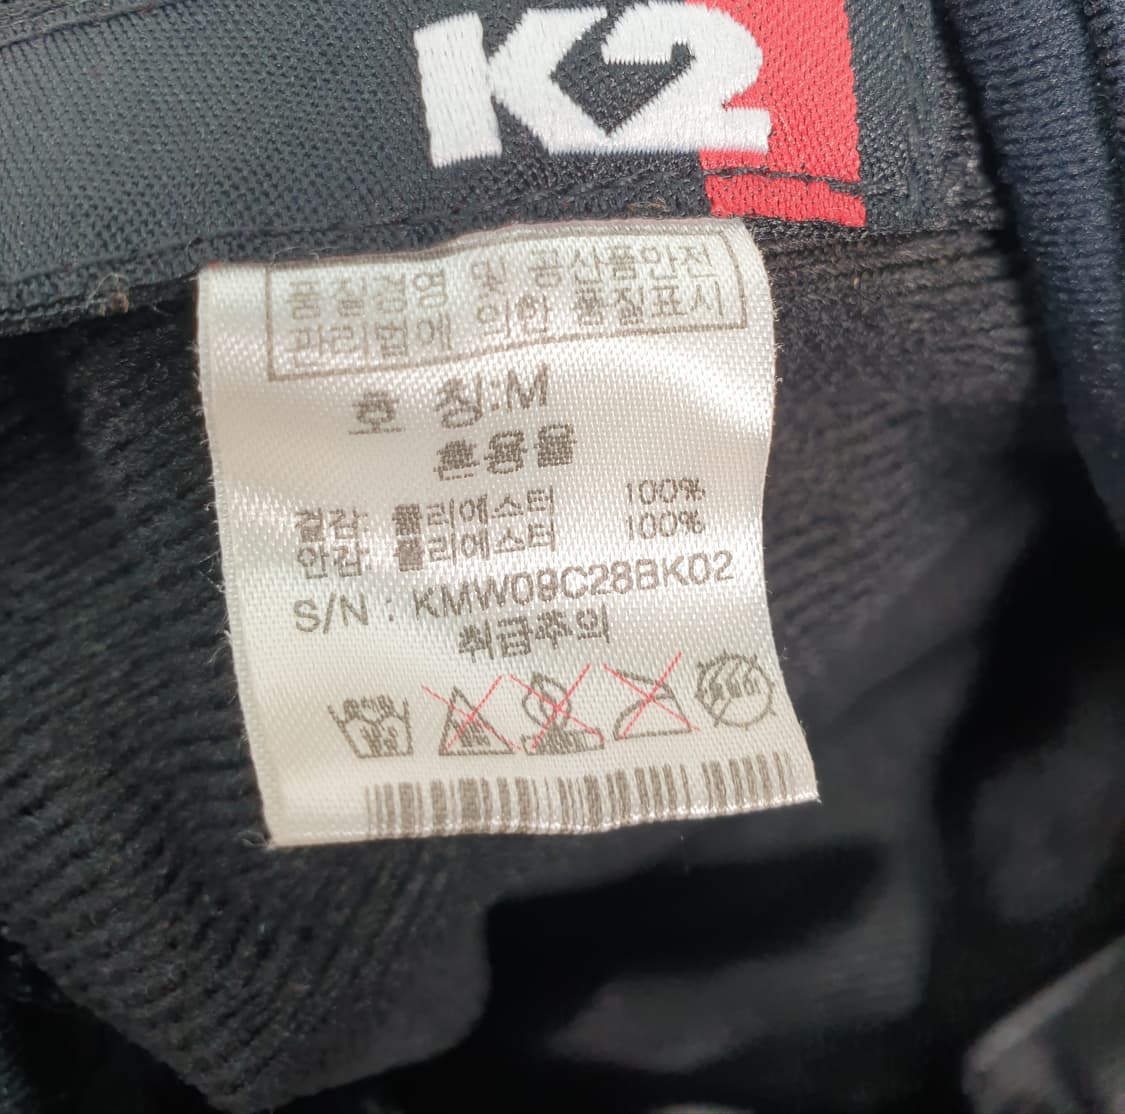 K2
품질경영 및 공산품안전
관리법에 의한 품질표시
호 칭:M
혼용율
겉감 폴리에스터 100%
안감 폴리에스터 100%
S/N : KMW09C28BK02
취급주의